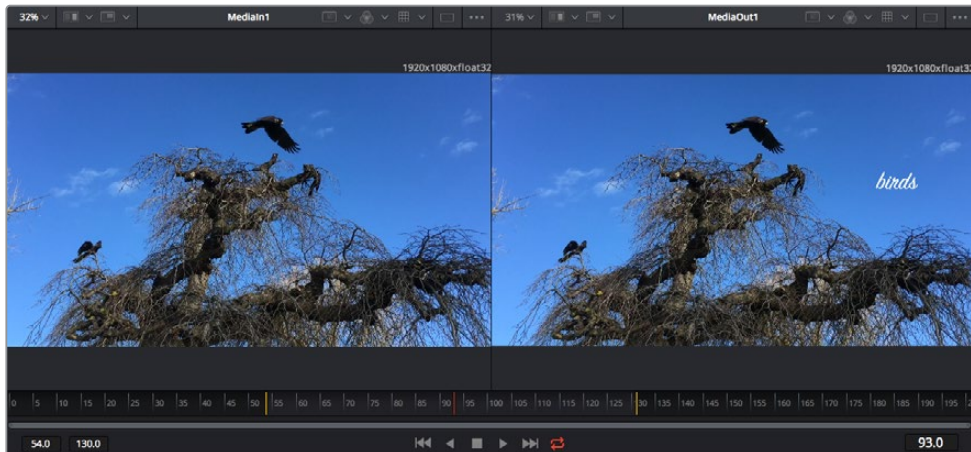 32% MediaIn1 31% MediaOut1
1920x1080xfloat32 1920x1080xfloat32
birds
0 5 10 15 20 25 30 35 40 45 50 55 60 65 70 75 80 85 90 95 100 105 110 115 120 125 130 135 140 145 150 155 160 165 170 175 180 185 190 195
54.0 130.0 93.0